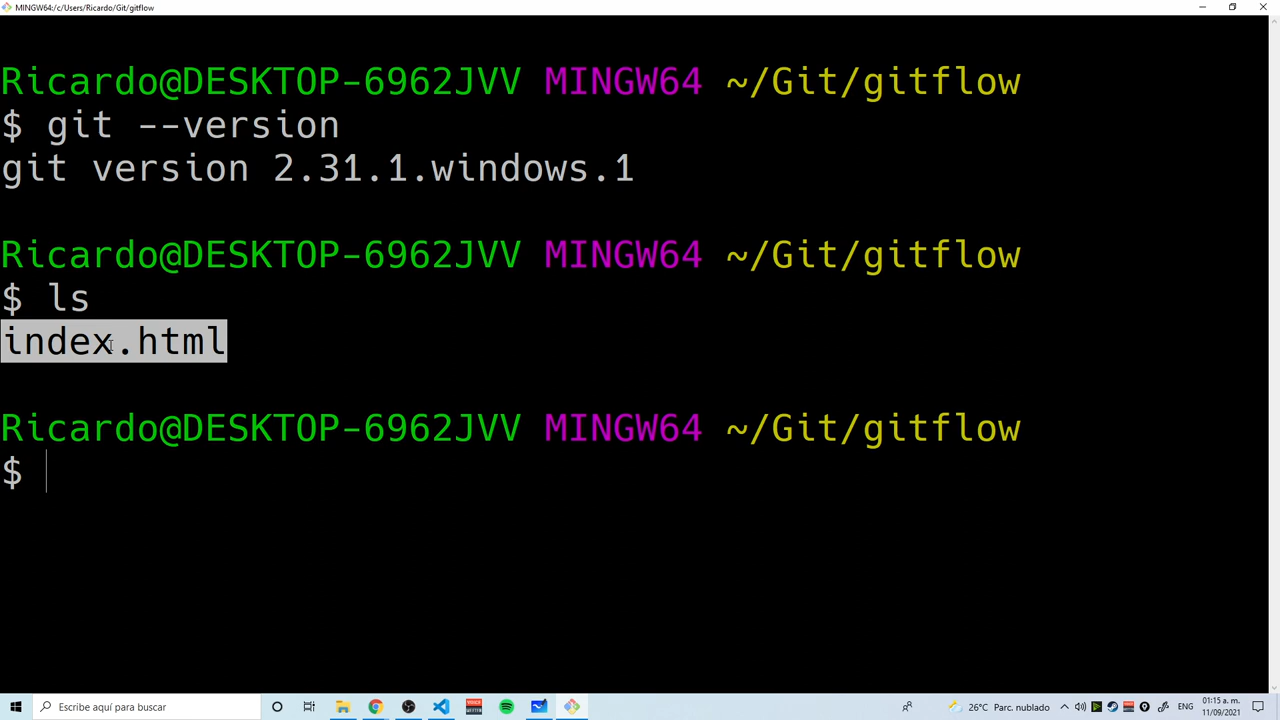 MINGW64:/c/Users/Ricardo/Git/gitflow
Ricardo@DESKTOP-6962JVV MINGW64 ~/Git/gitflow
$ git --version
git version 2.31.1.windows.1
Ricardo@DESKTOP-6962JVV MINGW64 ~/Git/gitflow
$ ls
index.html
Ricardo@DESKTOP-6962JVV MINGW64 ~/Git/gitflow
$
Escribe aquí para buscar
26°C Parc. nublado
ENG
01:15 a. m.
11/09/2021